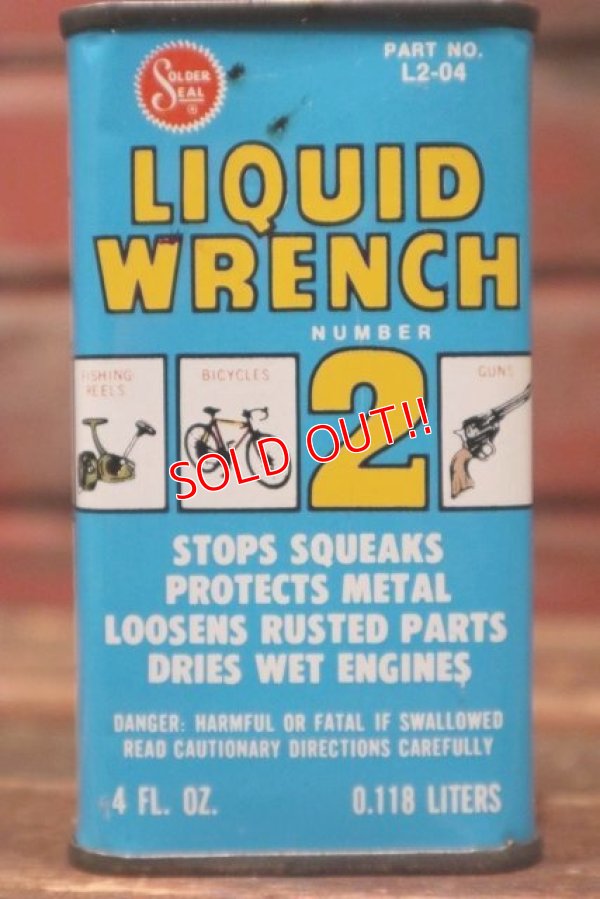 SOLDER
SEAL
®
PART NO.
L2-04
LIQUID
WRENCH
NUMBER
2
FISHING
REELS
BICYCLES
GUNS
SOLD OUT!!
STOPS SQUEAKS
PROTECTS METAL
LOOSENS RUSTED PARTS
DRIES WET ENGINES
DANGER: HARMFUL OR FATAL IF SWALLOWED
READ CAUTIONARY DIRECTIONS CAREFULLY
4 FL. OZ.
0.118 LITERS